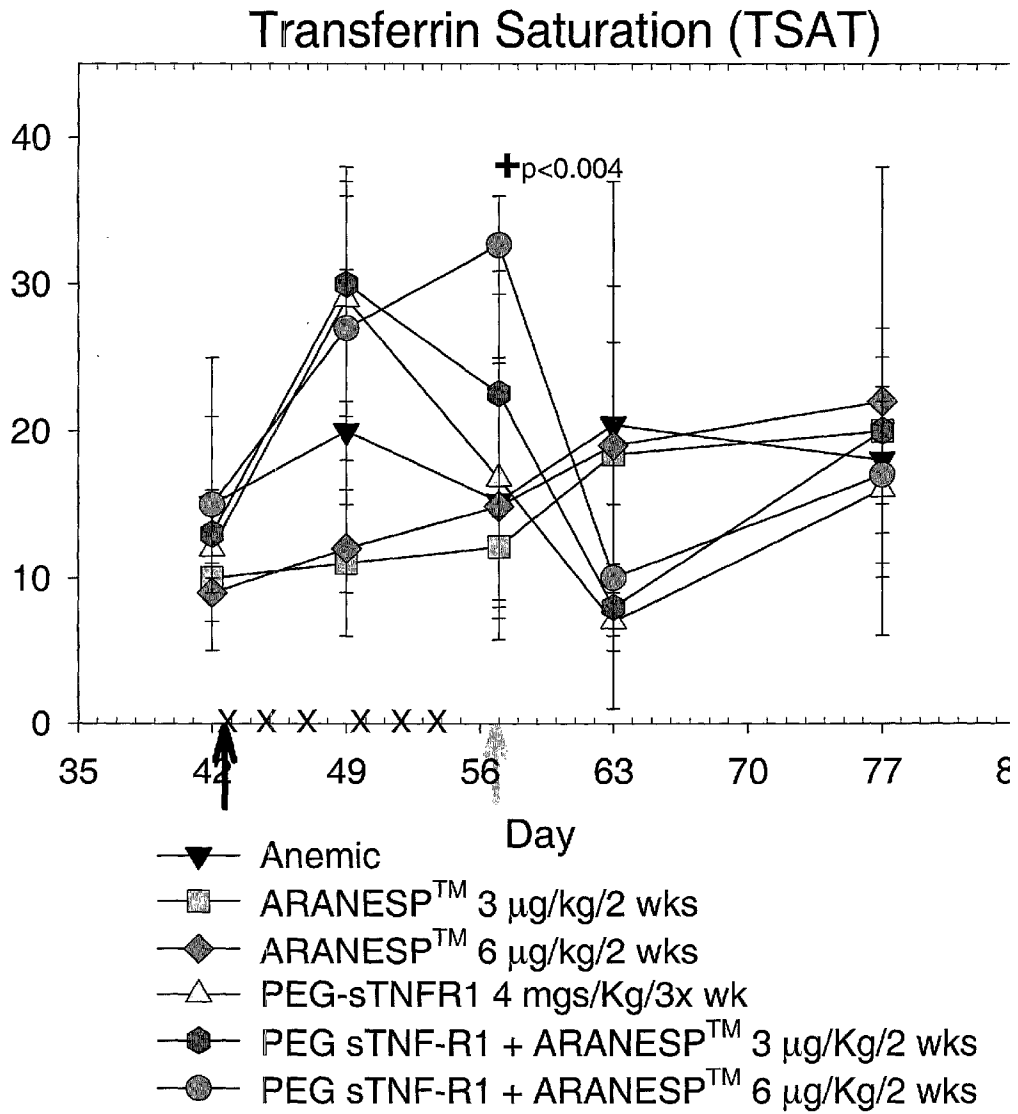 Transferrin Saturation (TSAT)
40
+p<0.004
30
20
10
0
X X X X X X
35 42 49 56 63 70 77 8
Day
Anemic
ARANESP™ 3 μg/kg/2 wks
ARANESP™ 6 μg/kg/2 wks
PEG-sTNFR1 4 mgs/Kg/3x wk
PEG sTNF-R1 + ARANESP™ 3 μg/Kg/2 wks
PEG sTNF-R1 + ARANESP™ 6 μg/Kg/2 wks